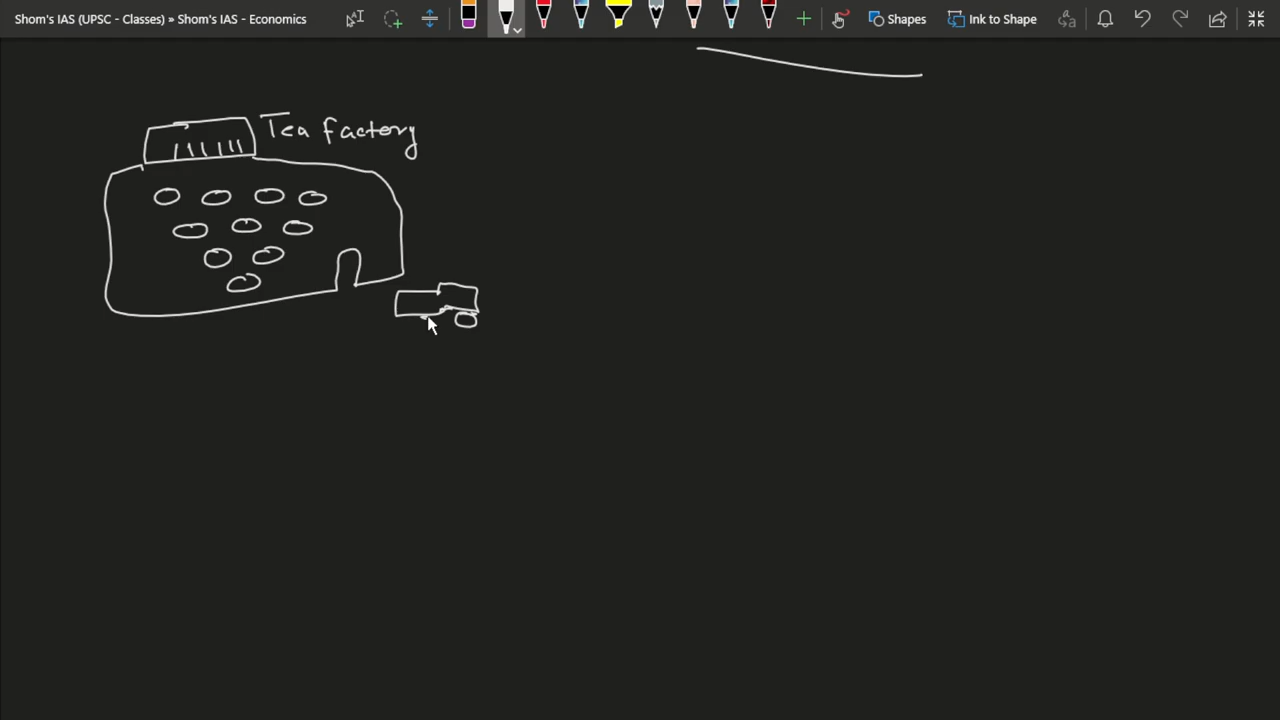 Shom's IAS (UPSC - Classes) » Shom's IAS - Economics
Shapes
Ink to Shape
Tea factory